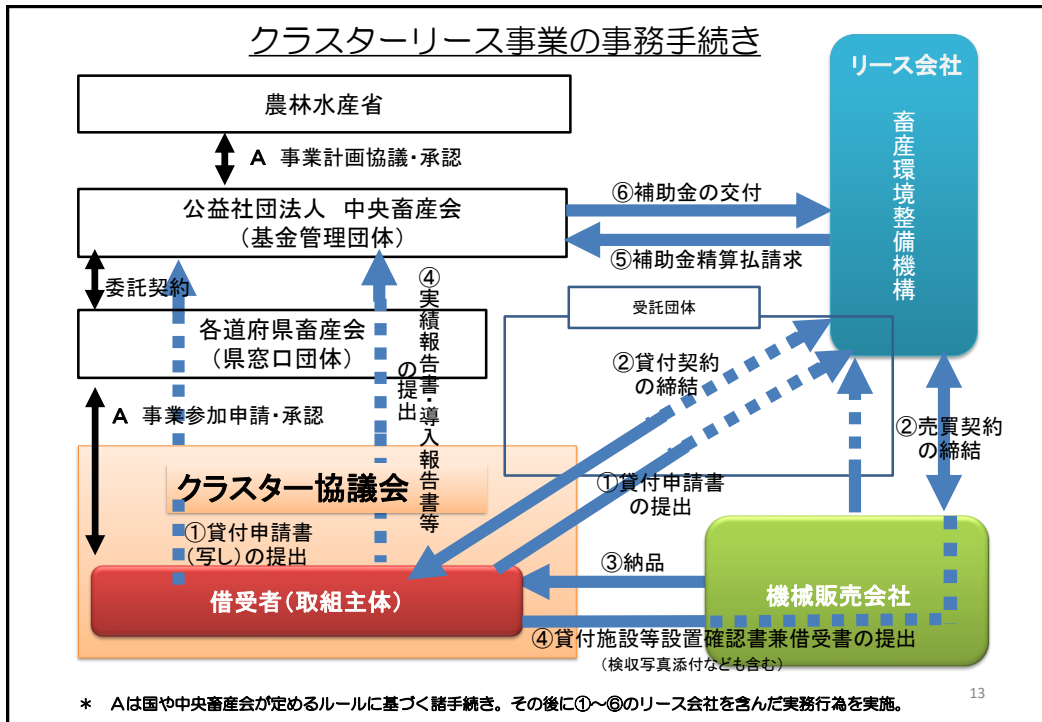 クラスターリース事業の事務手続き
リース会社
畜産環境整備機構
農林水産省
A 事業計画協議・承認
公益社団法人 中央畜産会
(基金管理団体)
⑥補助金の交付
⑤補助金精算払請求
委託契約
各道府県畜産会
(県窓口団体)
④実績報告書・導入報告書等
の提出
受託団体
②貸付契約
の締結
A 事業参加申請・承認
②売買契約
の締結
クラスター協議会
①貸付申請書
の提出
①貸付申請書
(写し)の提出
③納品
借受者(取組主体)
機械販売会社
④貸付施設等設置確認書兼借受書の提出
(検収写真添付なども含む)
* Aは国や中央畜産会が定めるルールに基づく諸手続き。その後に①~⑥のリース会社を含んだ実務行為を実施。
13